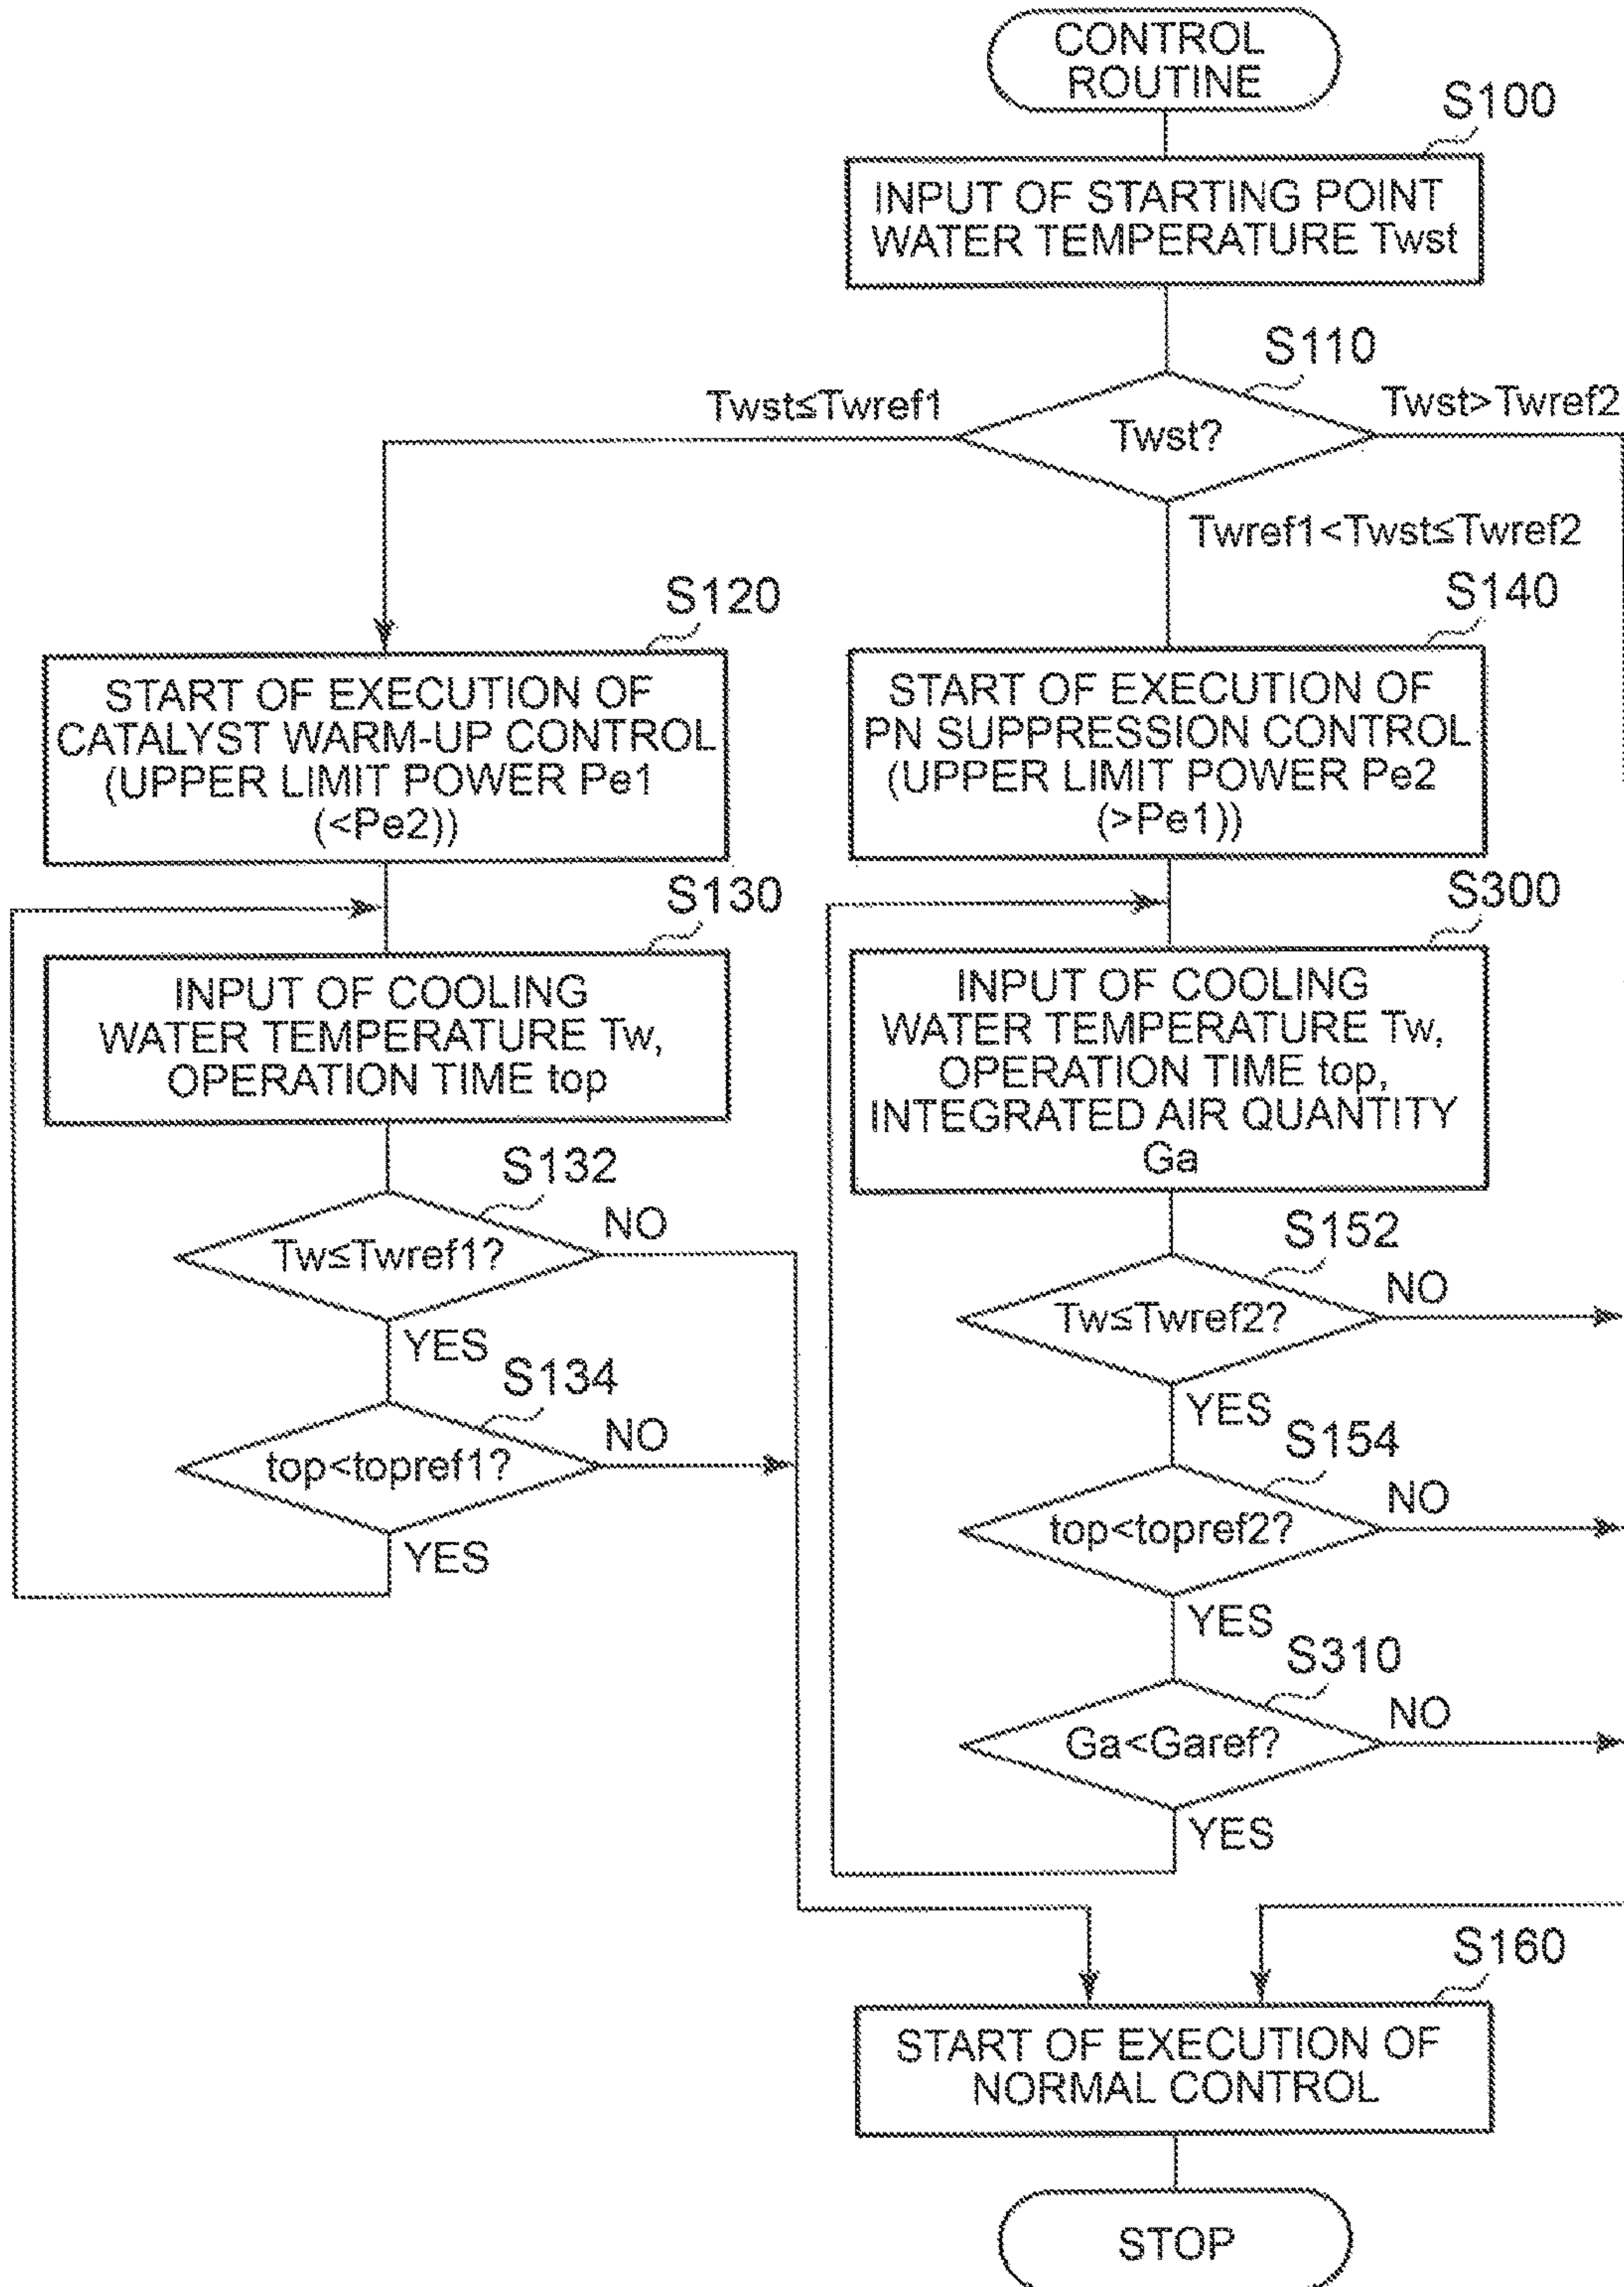 CONTROL
ROUTINE
S100
INPUT OF STARTING POINT
WATER TEMPERATURE Twst
S110
Twst≤Twref1
Twst?
Twst>Twref2
Twref1<Twst≤Twref2
S120
START OF EXECUTION OF
CATALYST WARM-UP CONTROL
(UPPER LIMIT POWER Pe1
(<Pe2))
S130
INPUT OF COOLING
WATER TEMPERATURE Tw,
OPERATION TIME top
S132
Tw≤Twref1?
NO
YES
S134
top<topref1?
NO
YES
S140
START OF EXECUTION OF
PN SUPPRESSION CONTROL
(UPPER LIMIT POWER Pe2
(>Pe1))
S300
INPUT OF COOLING
WATER TEMPERATURE Tw,
OPERATION TIME top,
INTEGRATED AIR QUANTITY
Ga
S152
Tw≤Twref2?
NO
YES
S154
top<topref2?
NO
YES
S310
Ga<Garef?
NO
YES
S160
START OF EXECUTION OF
NORMAL CONTROL
STOP